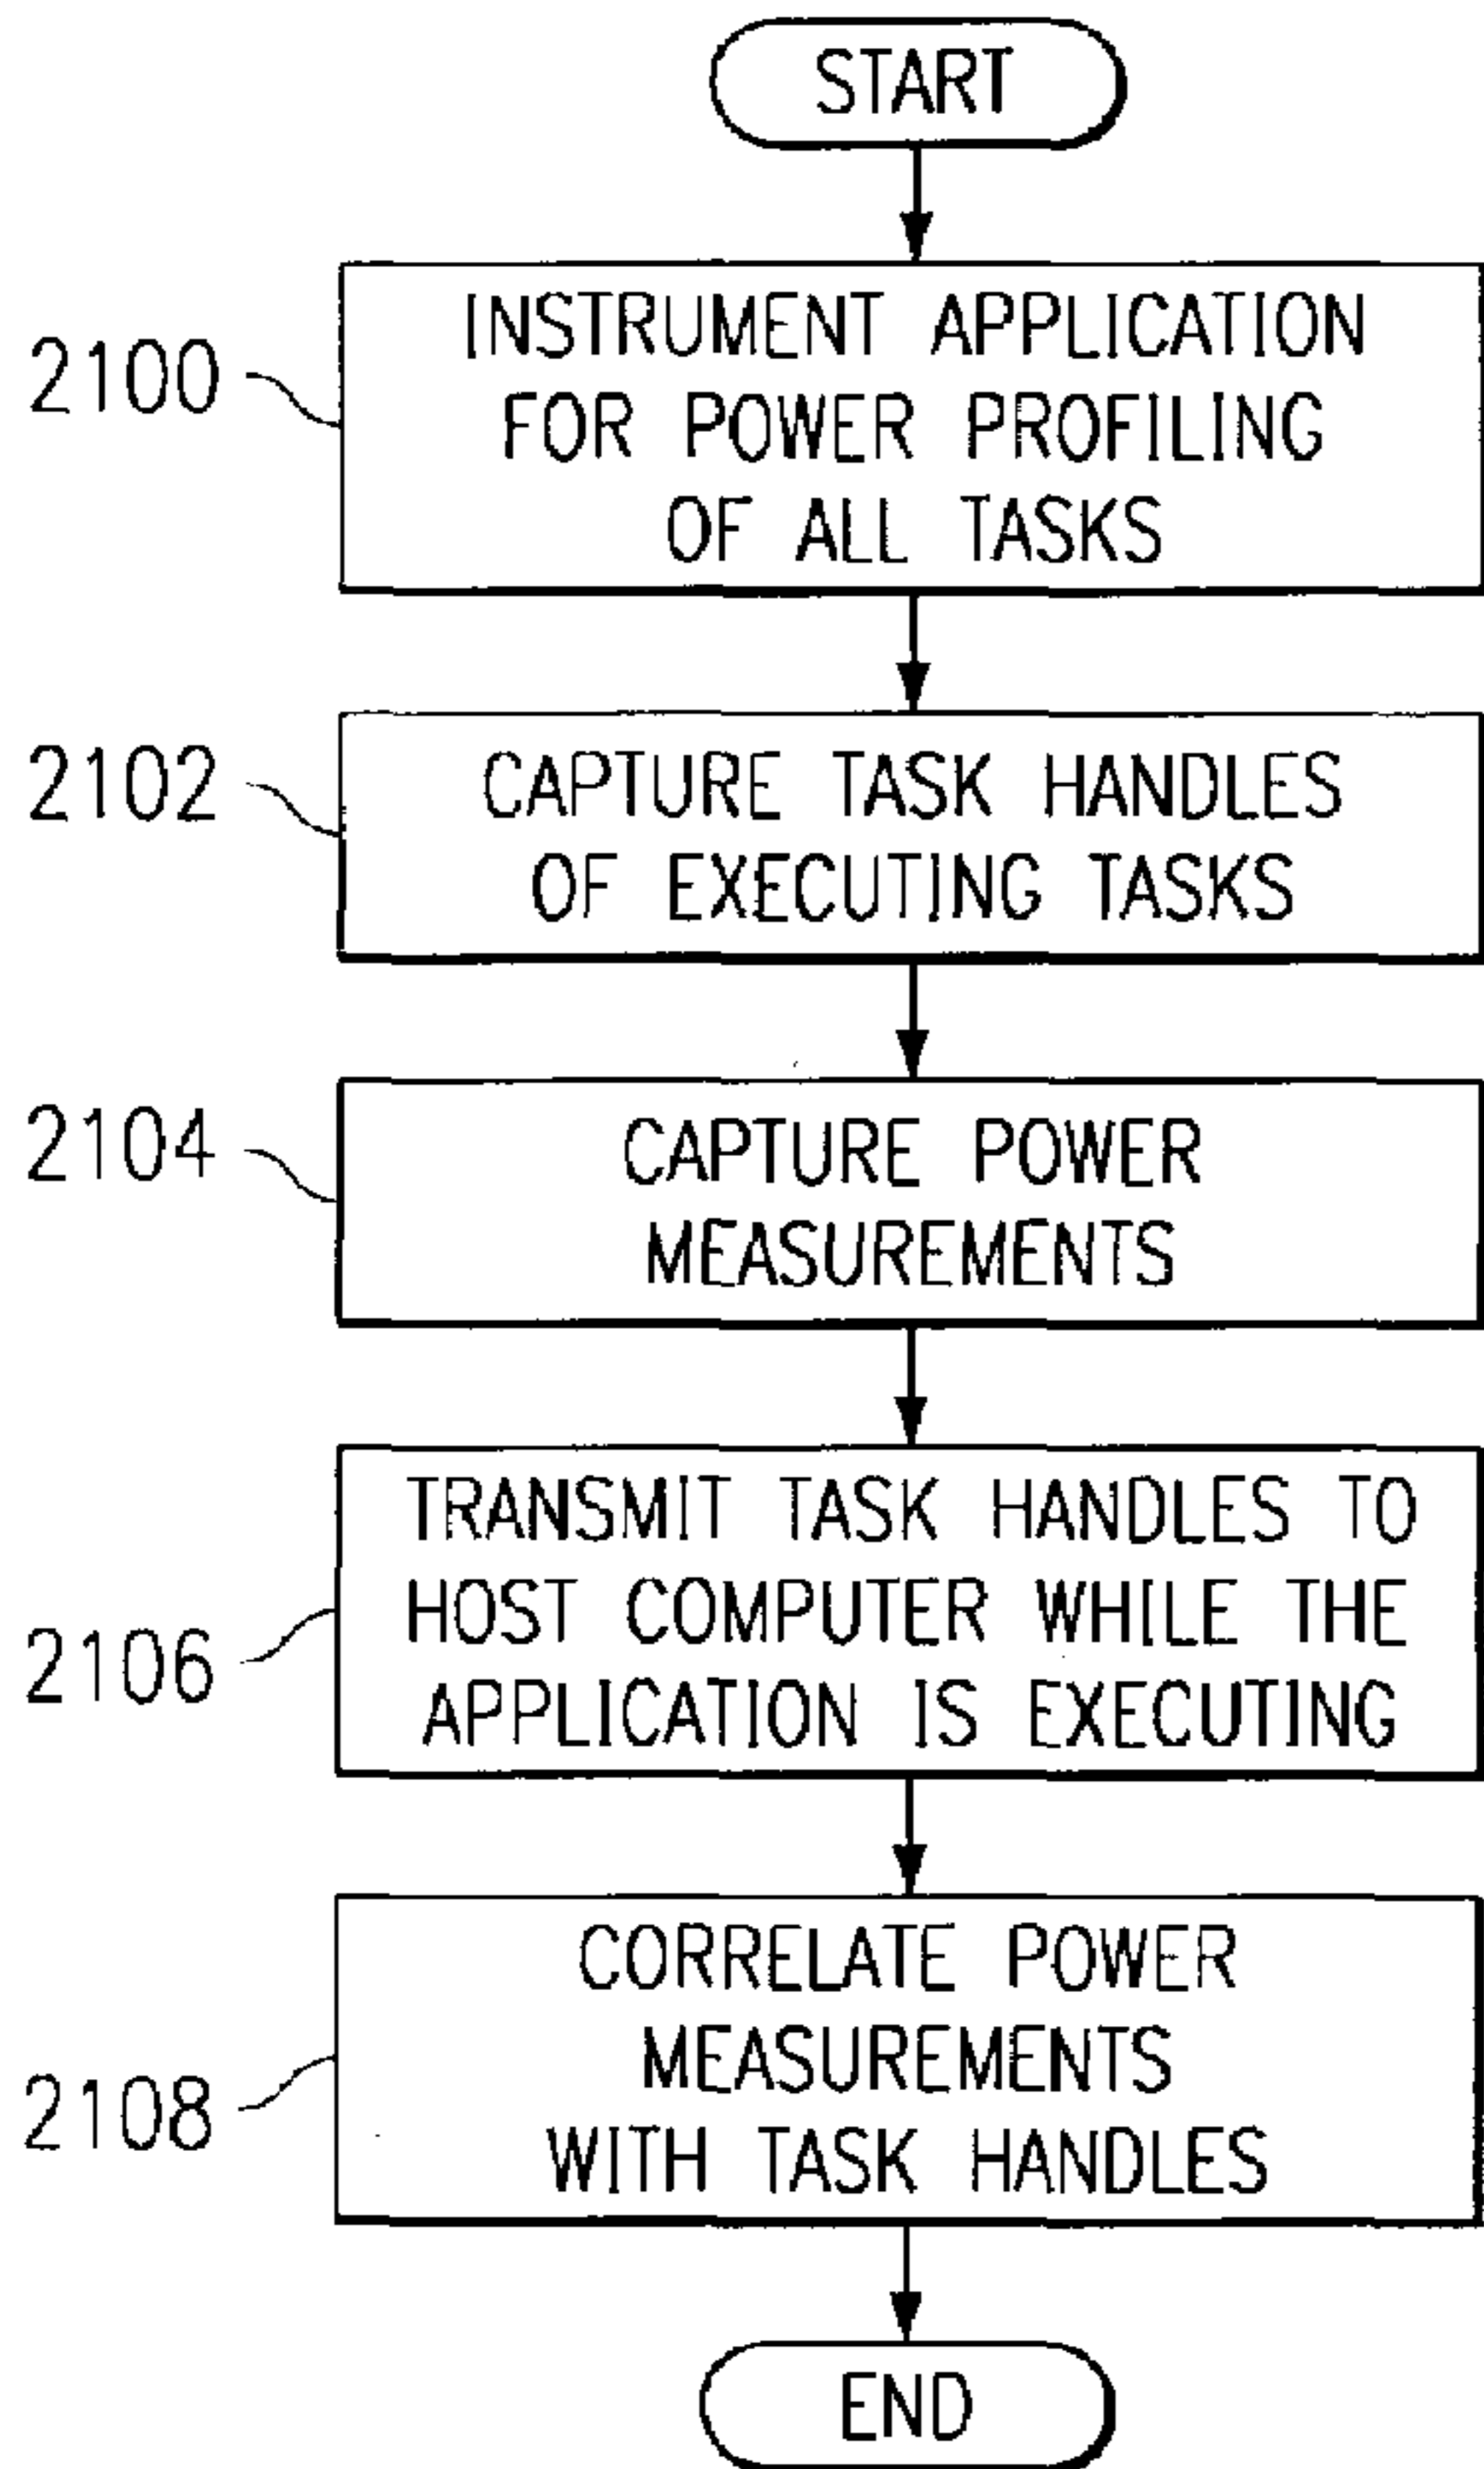 START
2100
INSTRUMENT APPLICATION
FOR POWER PROFILING
OF ALL TASKS
2102
CAPTURE TASK HANDLES
OF EXECUTING TASKS
2104
CAPTURE POWER
MEASUREMENTS
2106
TRANSMIT TASK HANDLES TO
HOST COMPUTER WHILE THE
APPLICATION IS EXECUTING
2108
CORRELATE POWER
MEASUREMENTS
WITH TASK HANDLES
END